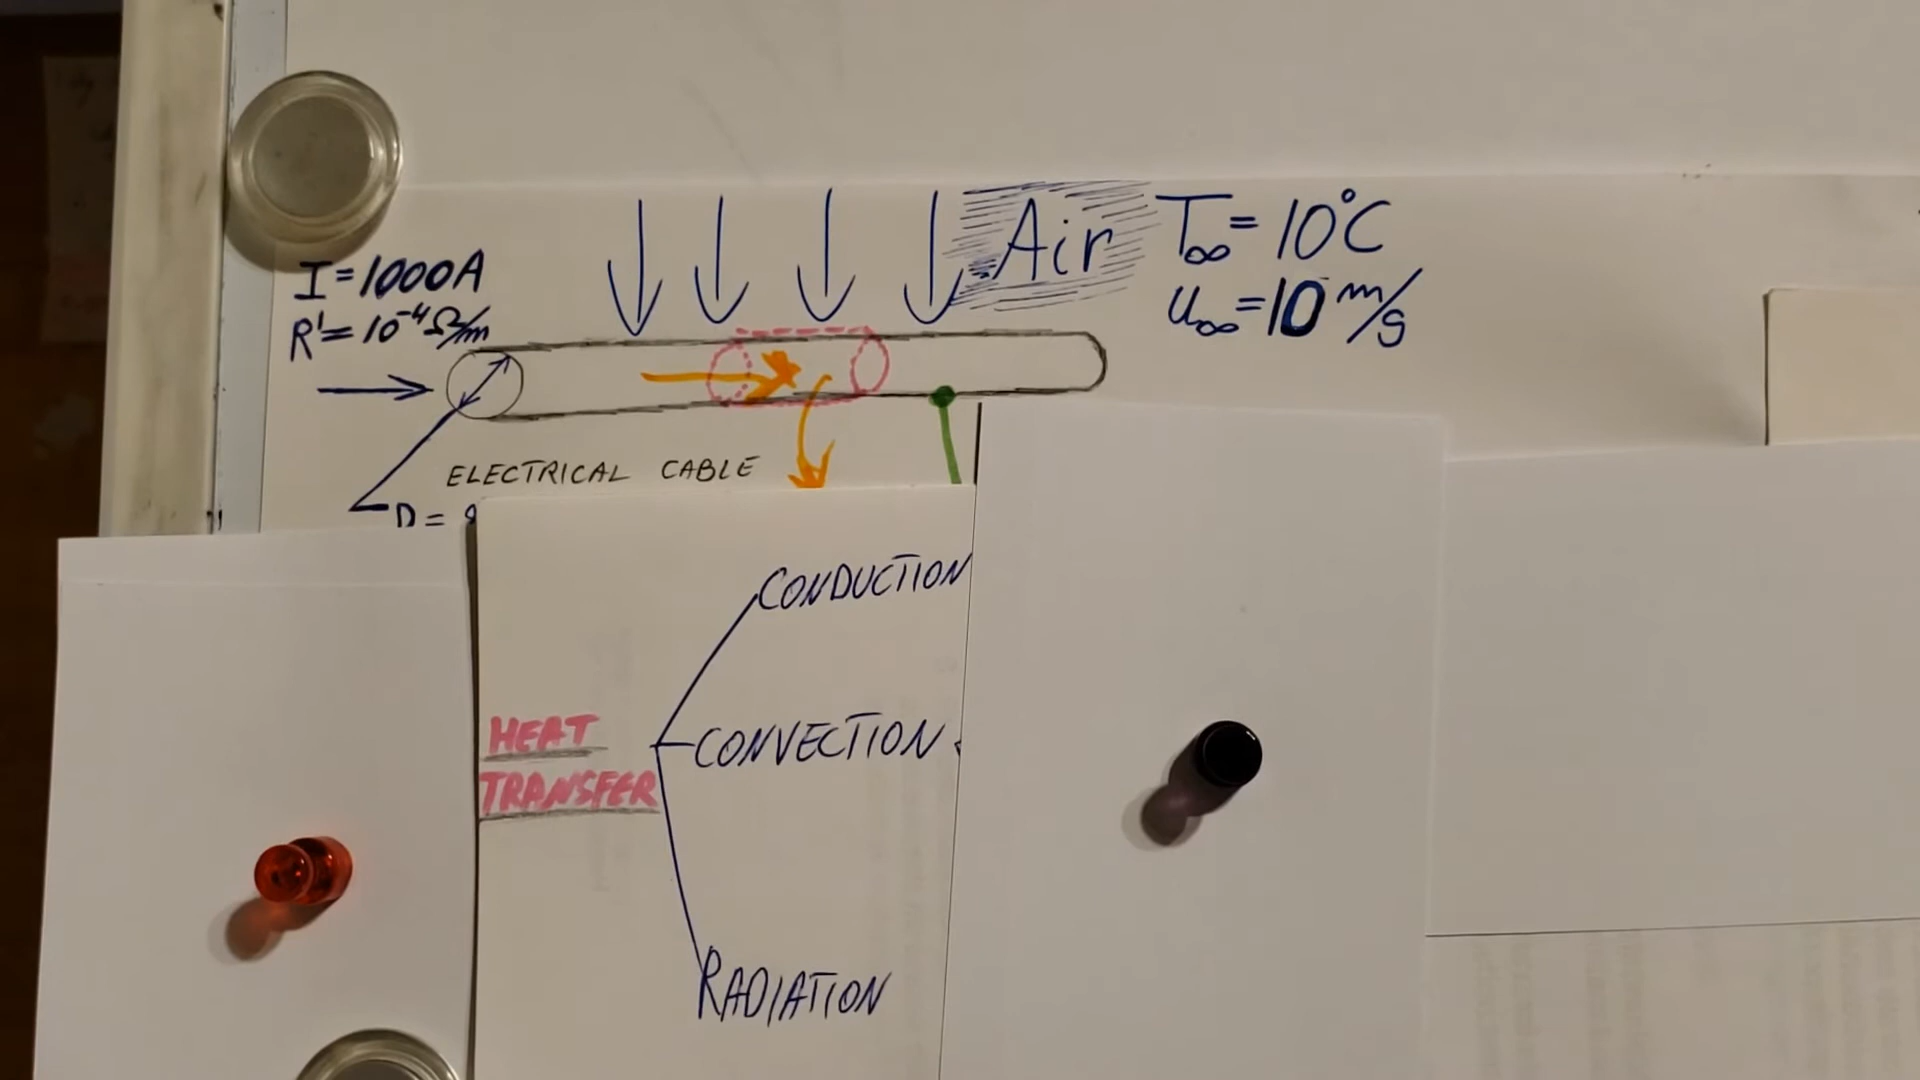 Air
T∞ = 10°C
u∞ = 10 m/s
I = 1000A
R' = 10⁻⁴ Ω/m
ELECTRICAL CABLE
D =
CONDUCTION
HEAT
TRANSFER
CONVECTION
RADIATION